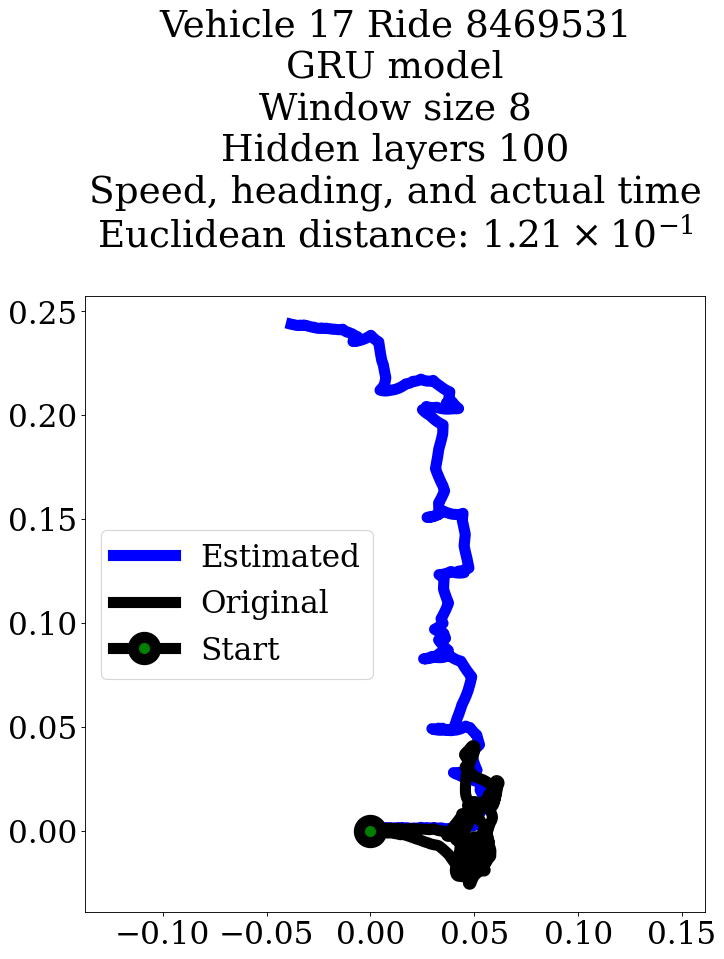 Vehicle 17 Ride 8469531
GRU model
Window size 8
Hidden layers 100
Speed, heading, and actual time
Euclidean distance: 1.21 × 10⁻¹
0.25
0.20
0.15
0.10
0.05
0.00
Estimated
Original
Start
−0.10 −0.05 0.00 0.05 0.10 0.15